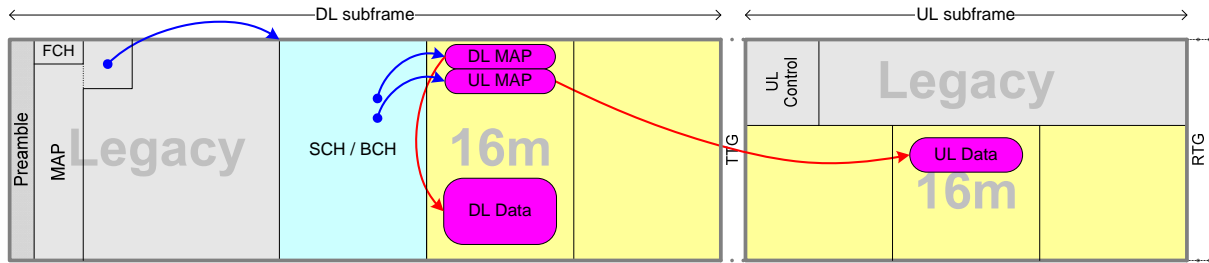 DL subframe
UL subframe
Preamble
FCH
MAP
Legacy
SCH / BCH
DL MAP
UL MAP
16m
DL Data
TTG
UL
Control
Legacy
UL Data
16m
RTG